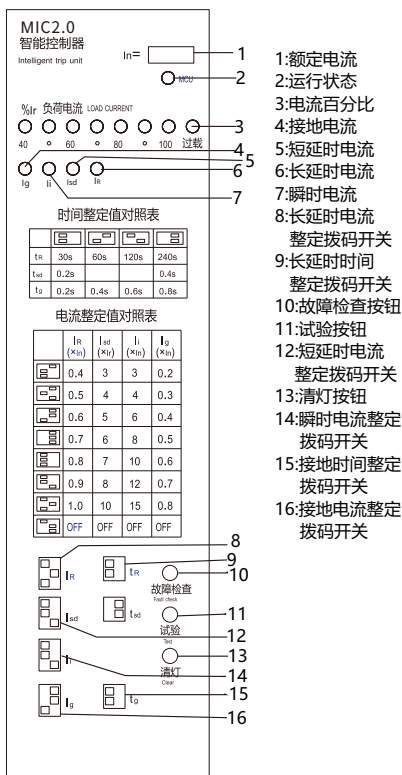 MIC2.0
智能控制器
Intelligent trip unit
In=
1
MCU
2
%Ir 负荷电流 LOAD CURRENT
3
40 60 80 100 过载
4
5
6
Ig Ii Isd IR
7
时间整定值对照表
tR 30s 60s 120s 240s
tsd 0.2s 0.4s
tg 0.2s 0.4s 0.6s 0.8s
电流整定值对照表
IR Isd Ii Ig
(×In) (×Ir) (×In) (×In)
0.4 3 3 0.2
0.5 4 4 0.3
0.6 5 6 0.4
0.7 6 8 0.5
0.8 7 10 0.6
0.9 8 12 0.7
1.0 10 15 0.8
OFF OFF OFF OFF
8
IR tR
9
10
故障检查
Fault check
Isd tsd
11
试验
Test
12
Ii
13
清灯
Clear
14
Ig tg
15
16
1:额定电流
2:运行状态
3:电流百分比
4:接地电流
5:短延时电流
6:长延时电流
7:瞬时电流
8:长延时电流
整定拨码开关
9:长延时时间
整定拨码开关
10:故障检查按钮
11:试验按钮
12:短延时电流
整定拨码开关
13:清灯按钮
14:瞬时电流整定
拨码开关
15:接地时间整定
拨码开关
16:接地电流整定
拨码开关